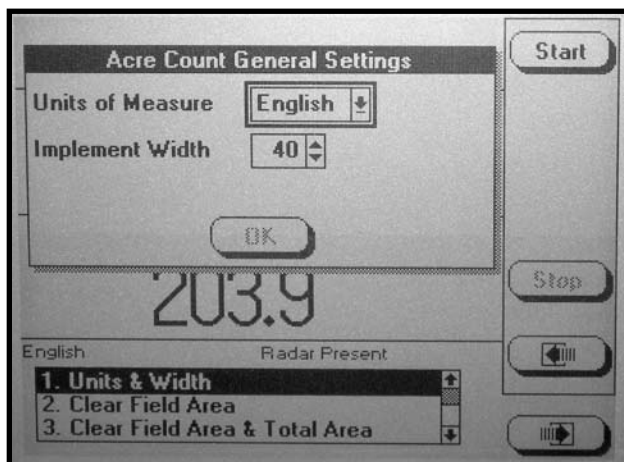 Acre Count General Settings
Units of Measure English
Implement Width 40
OK
203.9
English Radar Present
1. Units & Width
2. Clear Field Area
3. Clear Field Area & Total Area
Start
Stop